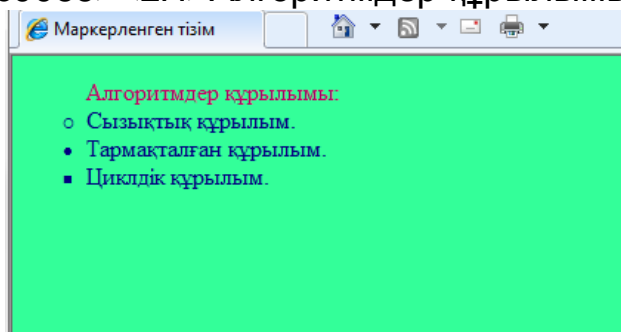 Маркерленген тізім
Алгоритмдер құрылымы:
Сызықтық құрылым.
Тармақталған құрылым.
Циклдік құрылым.